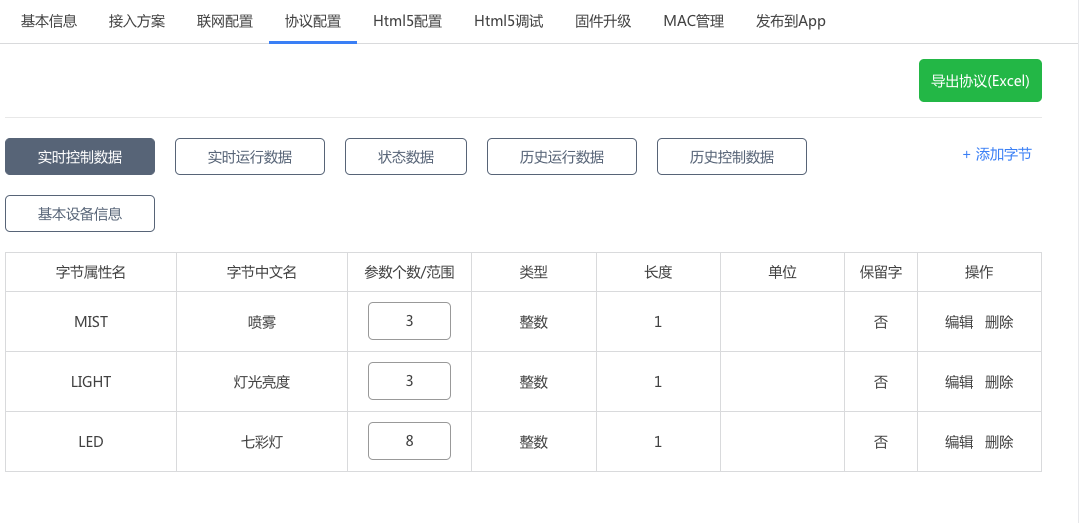 基本信息 接入方案 联网配置 协议配置 Html5配置 Html5调试 固件升级 MAC管理 发布到App
导出协议(Excel)
实时控制数据 实时运行数据 状态数据 历史运行数据 历史控制数据 + 添加字节
基本设备信息
字节属性名 字节中文名 参数个数/范围 类型 长度 单位 保留字 操作
MIST 喷雾 3 整数 1 否 编辑 删除
LIGHT 灯光亮度 3 整数 1 否 编辑 删除
LED 七彩灯 8 整数 1 否 编辑 删除